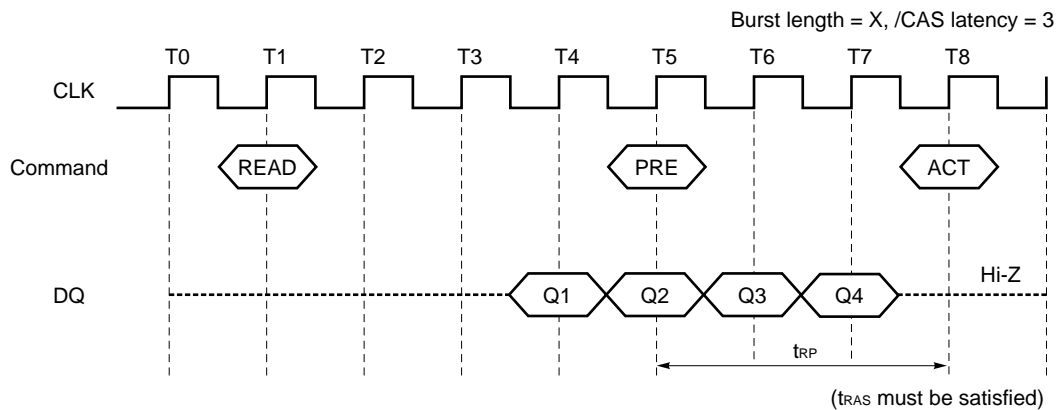 Burst length = X, /CAS latency = 3
T0 T1 T2 T3 T4 T5 T6 T7 T8
CLK
Command READ PRE ACT
Hi-Z
DQ Q1 Q2 Q3 Q4
tRP
(tRAS must be satisfied)